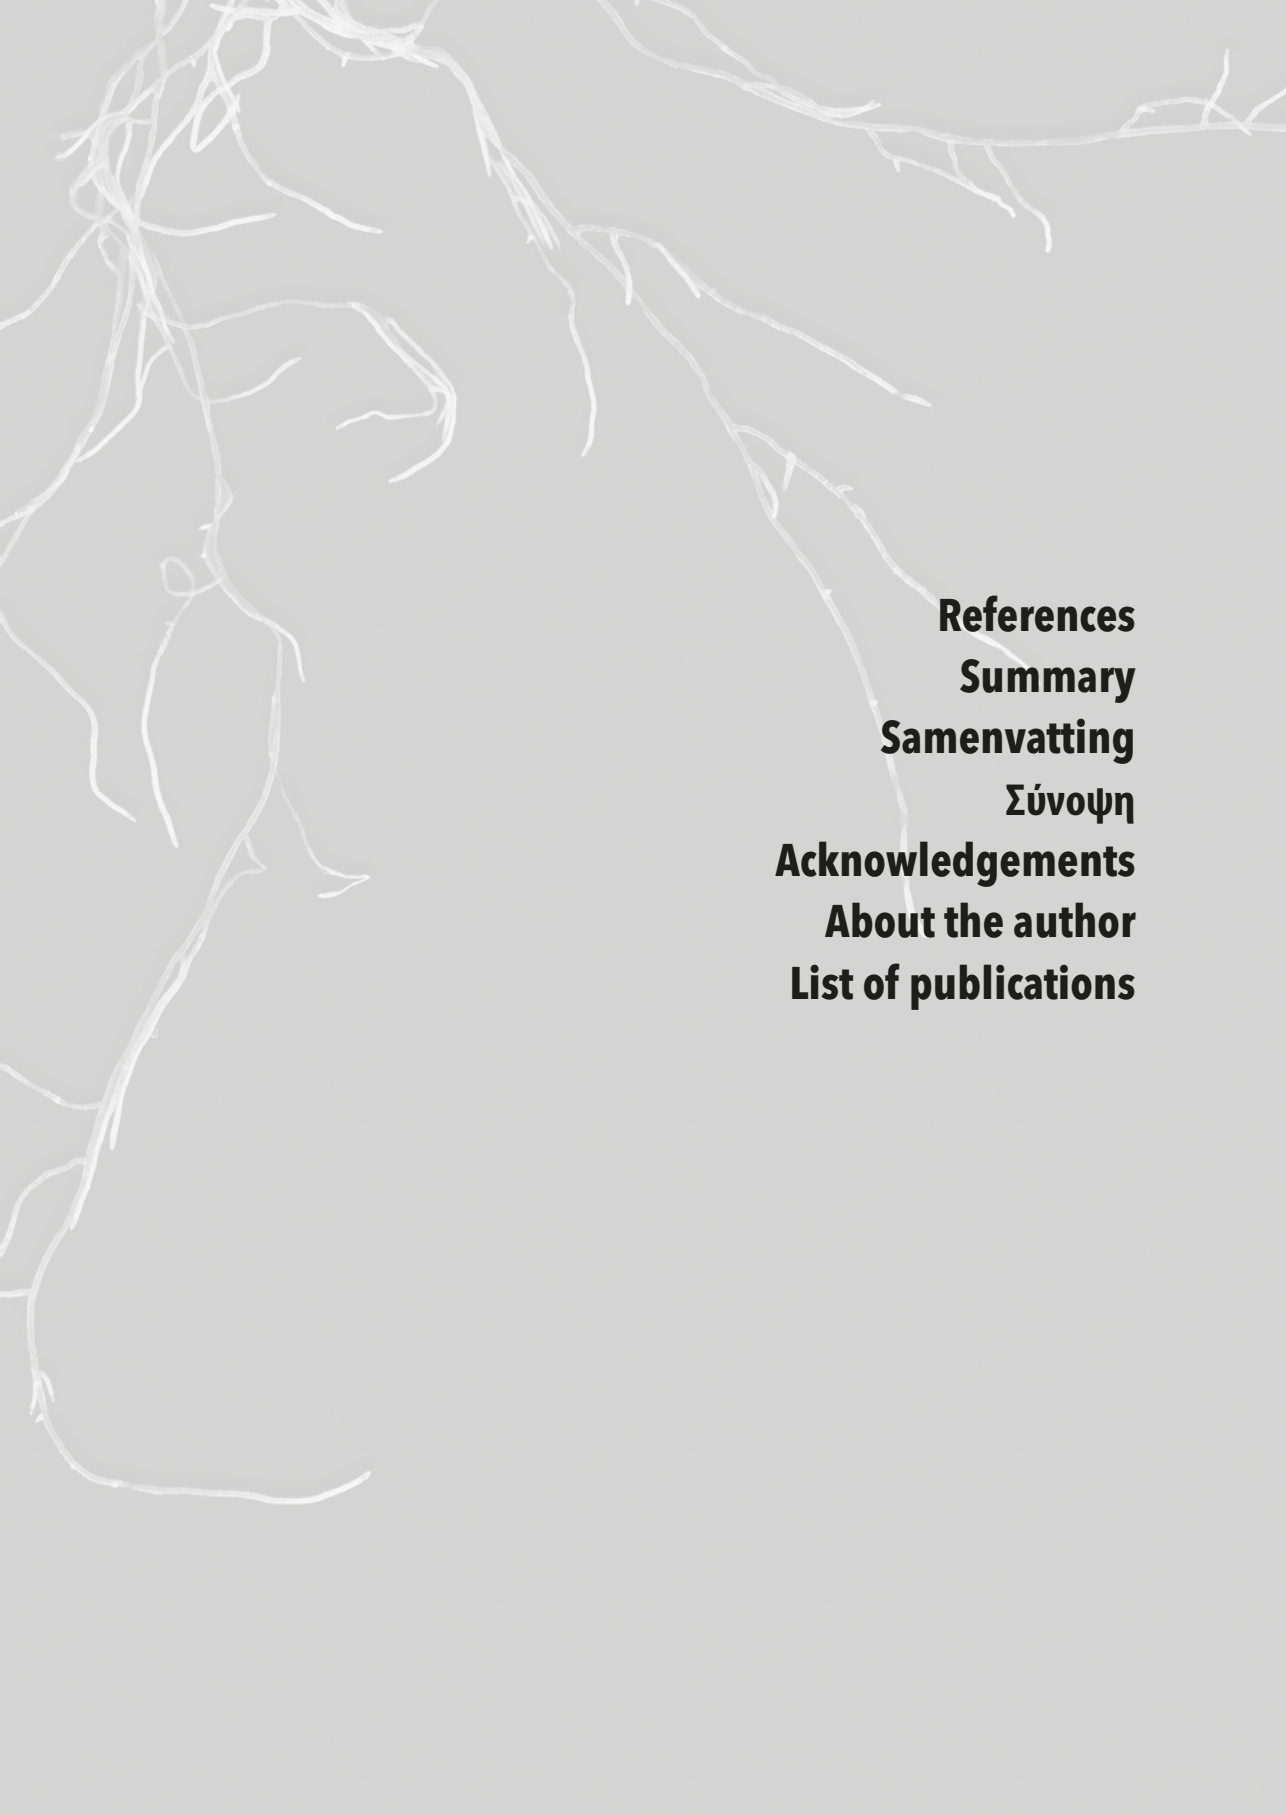 References
Summary
Samenvatting
Σύνοψη
Acknowledgements
About the author
List of publications